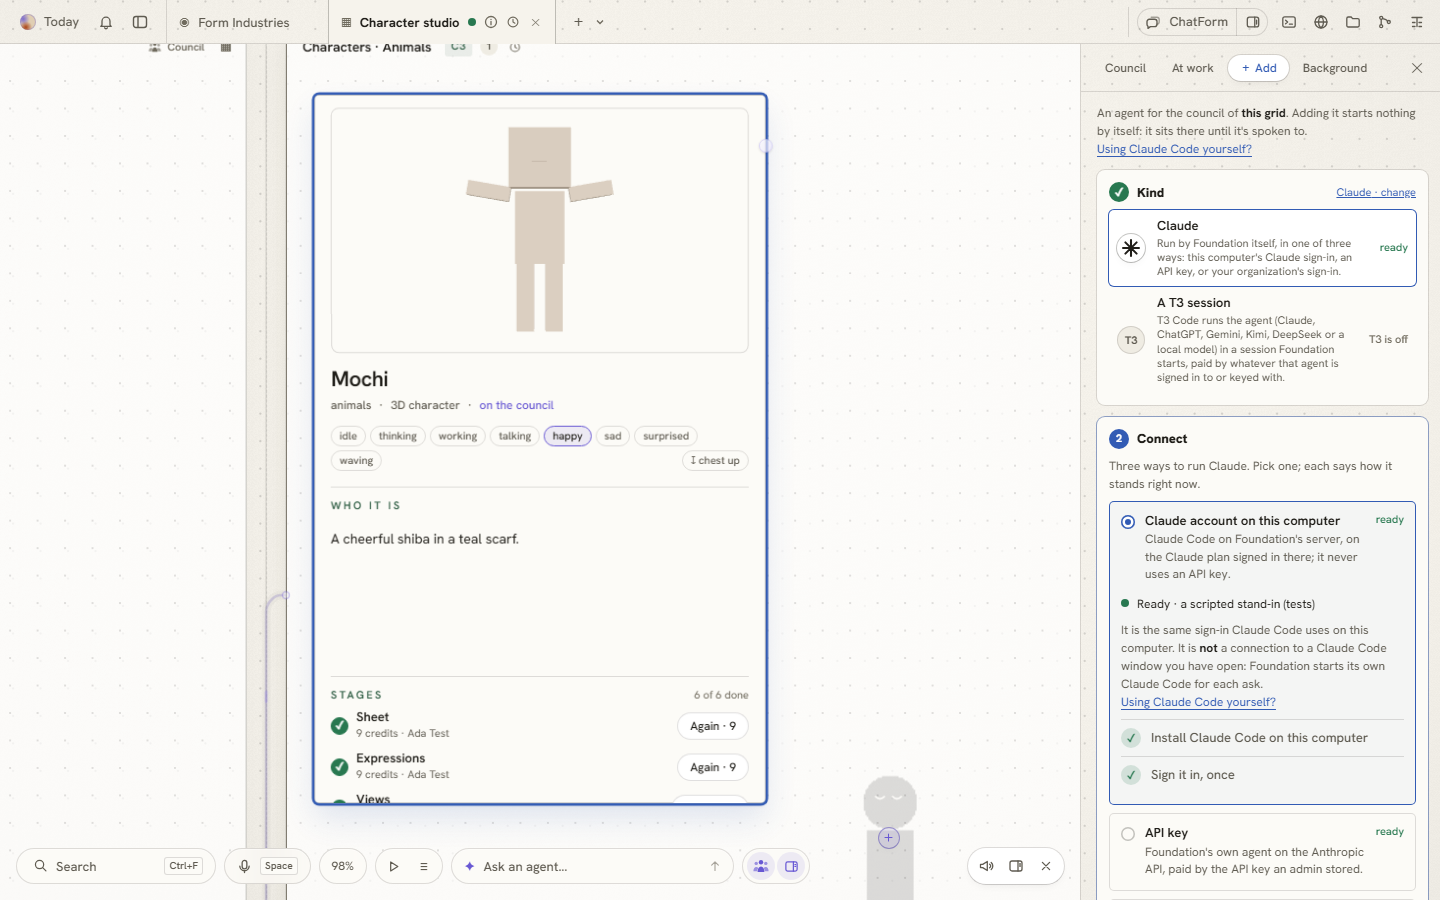 Today
Form Industries
Character studio
ChatForm
Council
Characters · Animals C3 1
Mochi
animals · 3D character · on the council
idle thinking working talking happy sad surprised
waving chest up
WHO IT IS
A cheerful shiba in a teal scarf.
STAGES 6 of 6 done
Sheet
9 credits · Ada Test
Again · 9
Expressions
9 credits · Ada Test
Again · 9
Views
Search Ctrl+F
Space
98%
Ask an agent...
Council At work + Add Background
An agent for the council of this grid. Adding it starts nothing
by itself: it sits there until it's spoken to.
Using Claude Code yourself?
Kind Claude · change
Claude
Run by Foundation itself, in one of three
ways: this computer's Claude sign-in, an
API key, or your organization's sign-in.
ready
A T3 session
T3
T3 Code runs the agent (Claude,
ChatGPT, Gemini, Kimi, DeepSeek or a
local model) in a session Foundation
starts, paid by whatever that agent is
signed in to or keyed with.
T3 is off
2 Connect
Three ways to run Claude. Pick one; each says how it
stands right now.
Claude account on this computer ready
Claude Code on Foundation's server, on
the Claude plan signed in there; it never
uses an API key.
Ready · a scripted stand-in (tests)
It is the same sign-in Claude Code uses on this
computer. It is not a connection to a Claude Code
window you have open: Foundation starts its own
Claude Code for each ask.
Using Claude Code yourself?
Install Claude Code on this computer
Sign it in, once
API key ready
Foundation's own agent on the Anthropic
API, paid by the API key an admin stored.